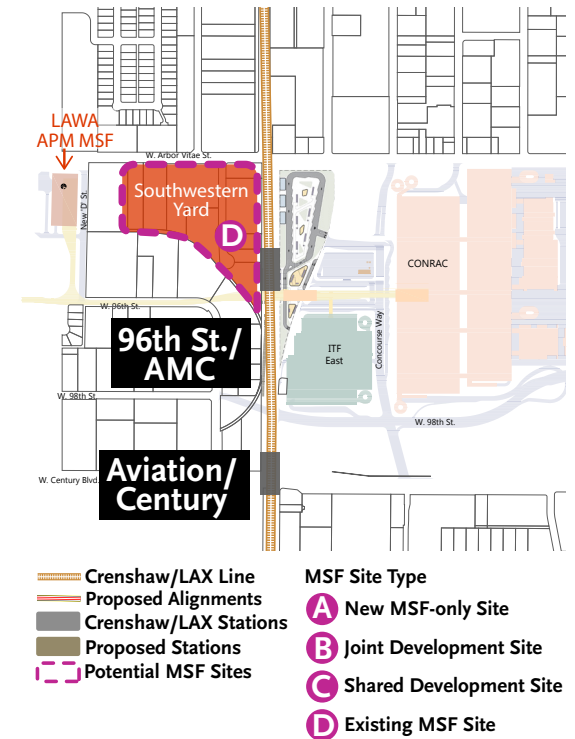 LAWA
APM MSF
W. Arbor Vitae St.
Southwestern
Yard
D
New 'D' St.
CONRAC
W. 96th St.
96th St./
AMC
ITF
East
Concourse Way
W. 98th St.
W. 98th St.
Aviation/
Century
W. Century Blvd.
Crenshaw/LAX Line
Proposed Alignments
Crenshaw/LAX Stations
Proposed Stations
Potential MSF Sites
MSF Site Type
A New MSF-only Site
B Joint Development Site
C Shared Development Site
D Existing MSF Site